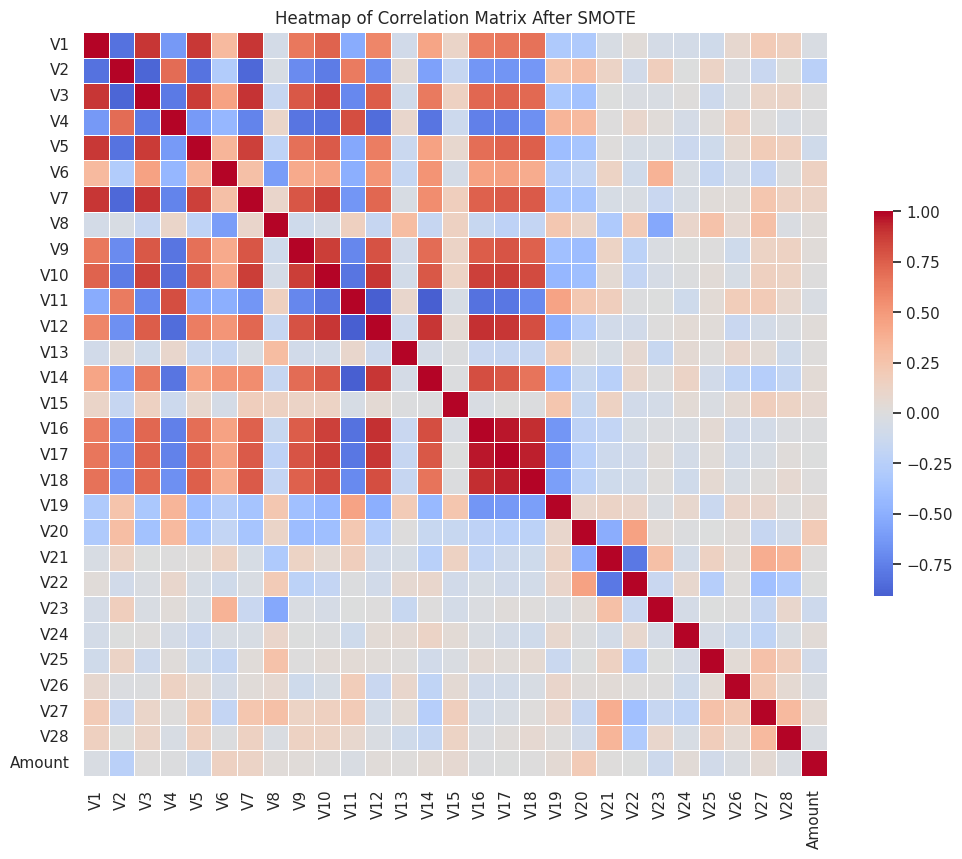 Heatmap of Correlation Matrix After SMOTE
V1
V2
V3
V4
V5
V6
V7
V8
V9
V10
V11
V12
V13
V14
V15
V16
V17
V18
V19
V20
V21
V22
V23
V24
V25
V26
V27
V28
Amount
V1
V2
V3
V4
V5
V6
V7
V8
V9
V10
V11
V12
V13
V14
V15
V16
V17
V18
V19
V20
V21
V22
V23
V24
V25
V26
V27
V28
Amount
1.00
0.75
0.50
0.25
0.00
−0.25
−0.50
−0.75